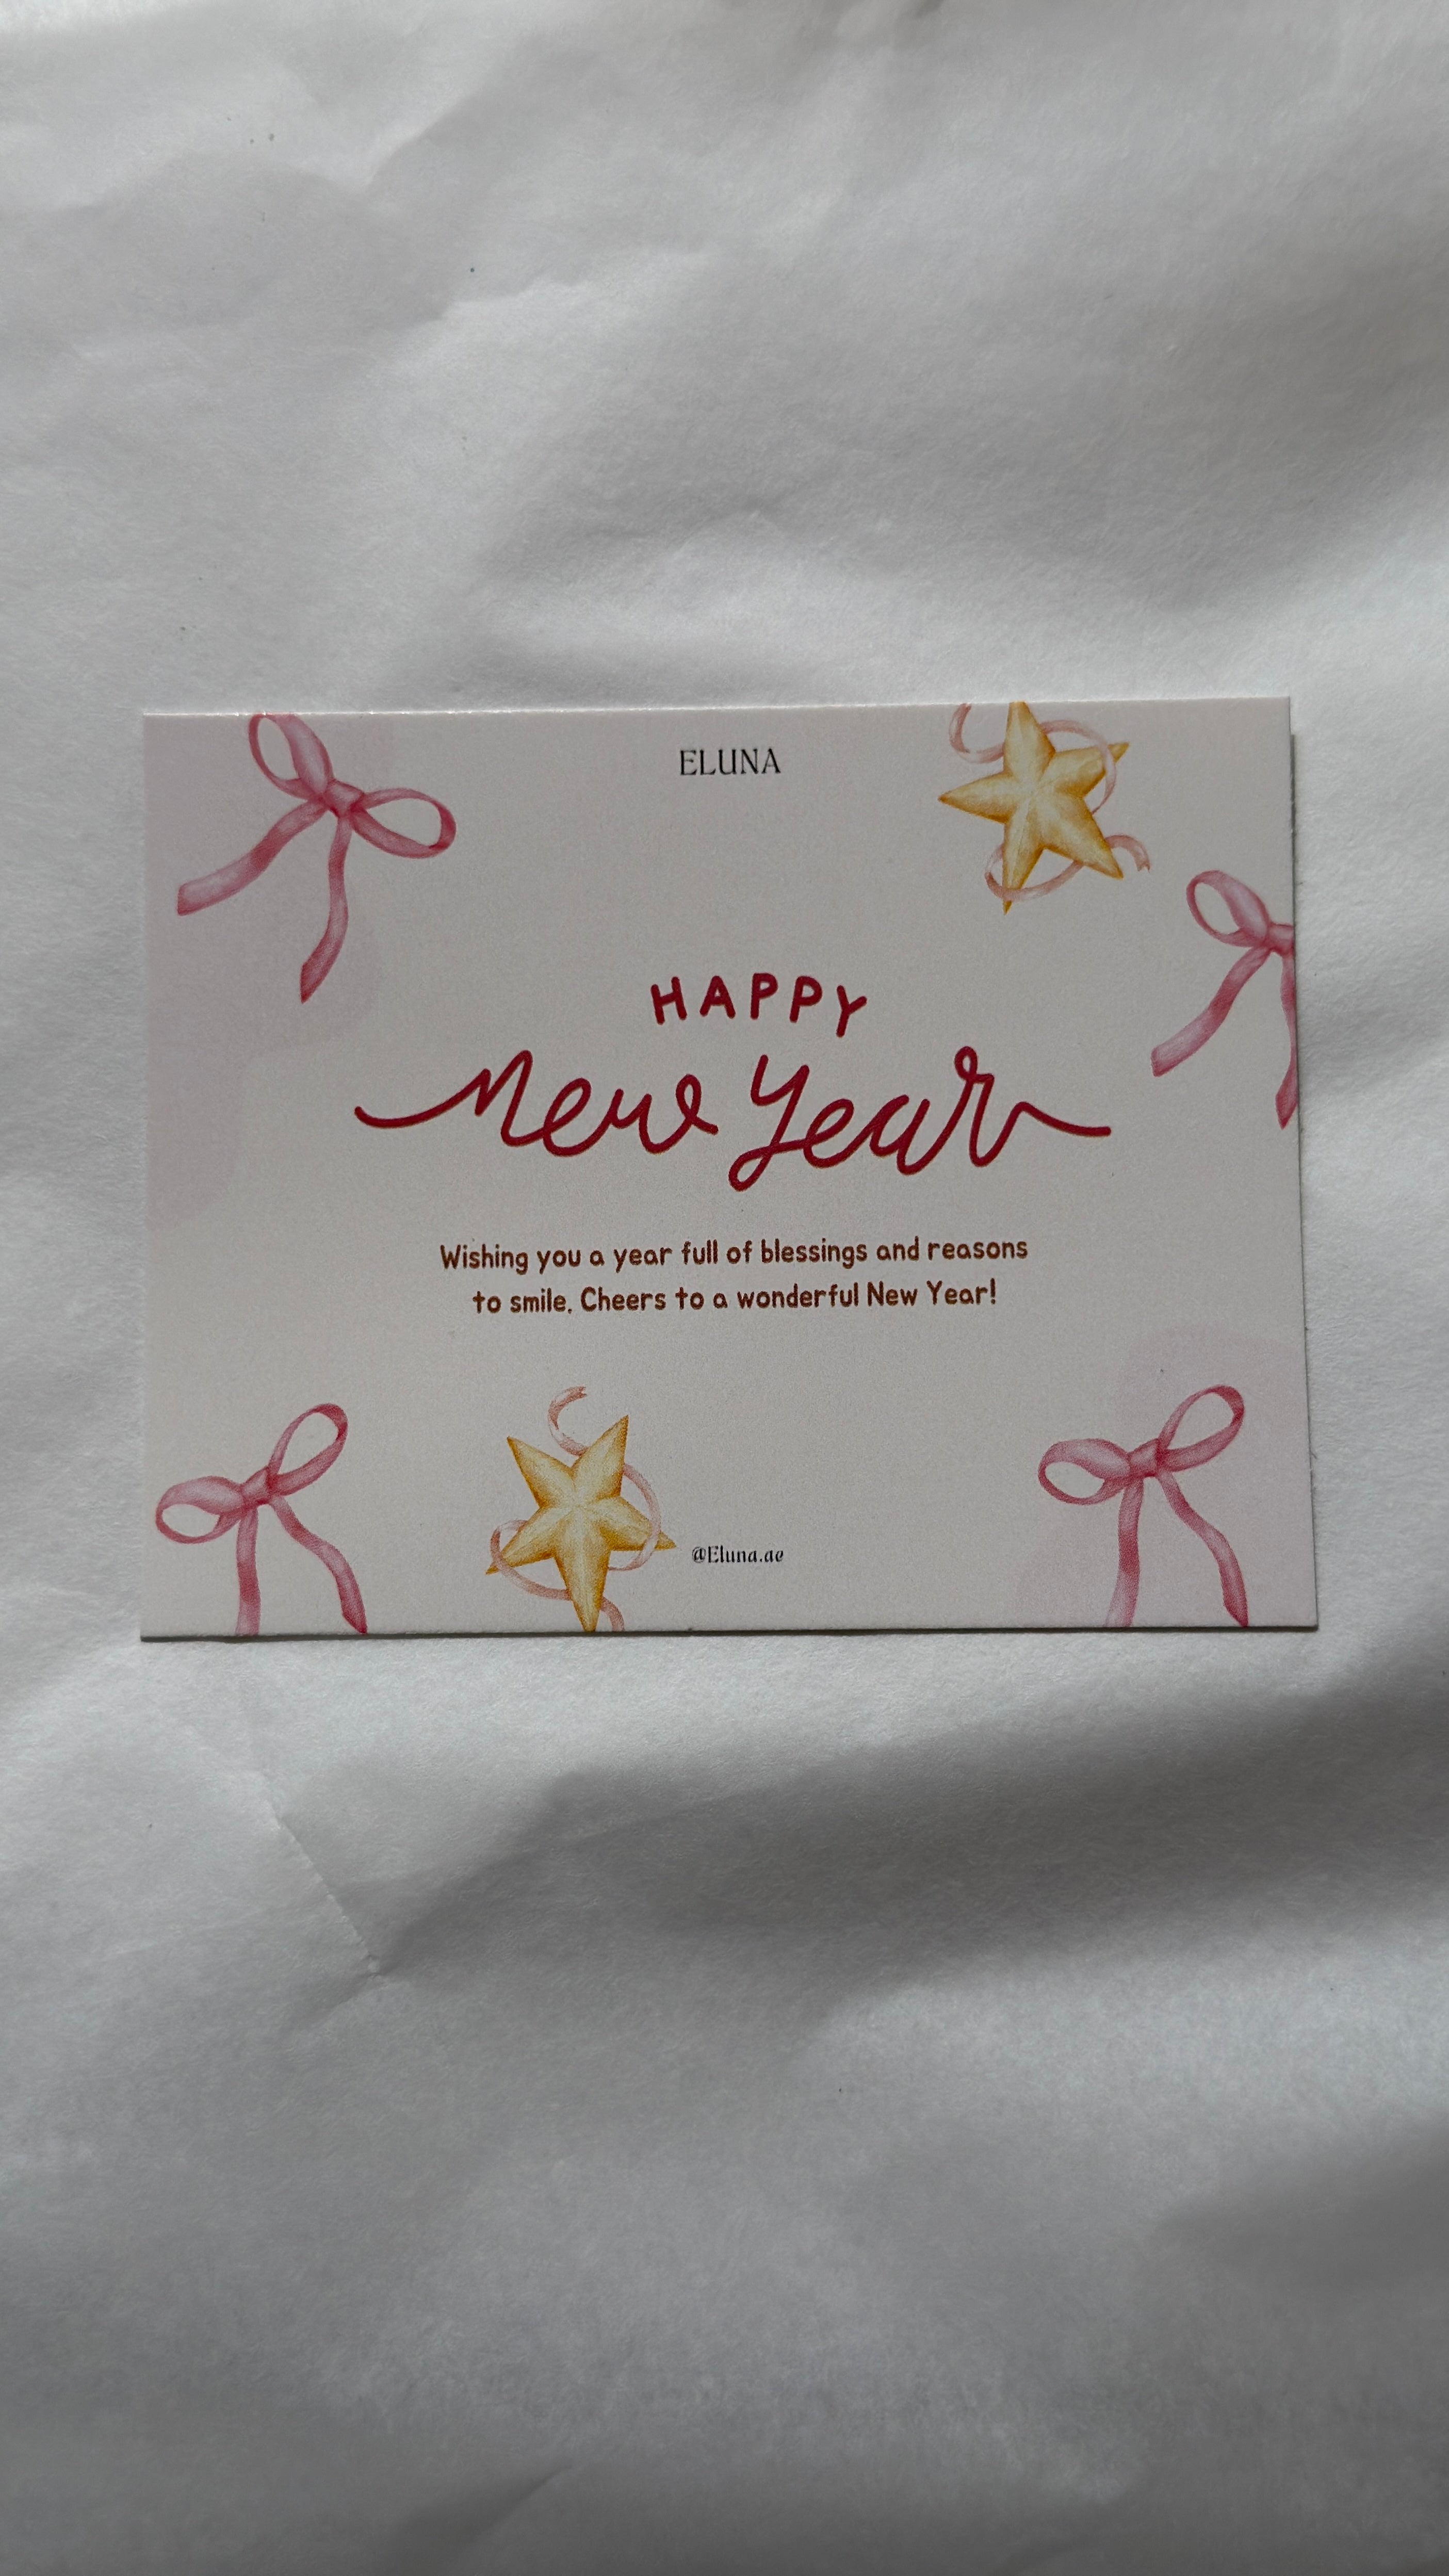 ELUNA
HAPPY
New Year
Wishing you a year full of blessings and reasons
to smile. Cheers to a wonderful New Year!
@Eluna.ae